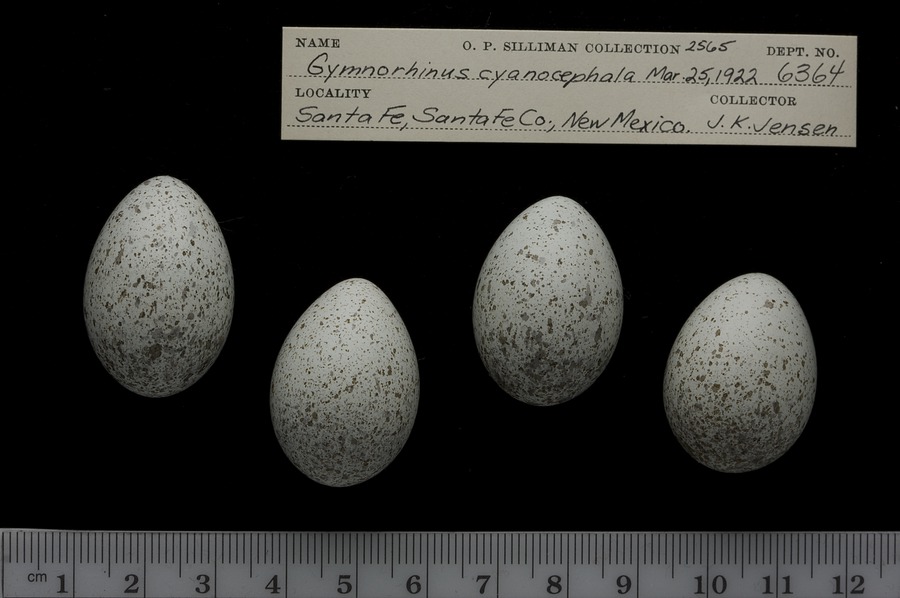 NAME O. P. SILLIMAN COLLECTION 2565 DEPT. NO.
Gymnorhinus cyanocephala Mar. 25, 1922 6364
LOCALITY COLLECTOR
Santa Fe, Santa Fe Co., New Mexico. J. K. Jensen
cm 1 2 3 4 5 6 7 8 9 10 11 12